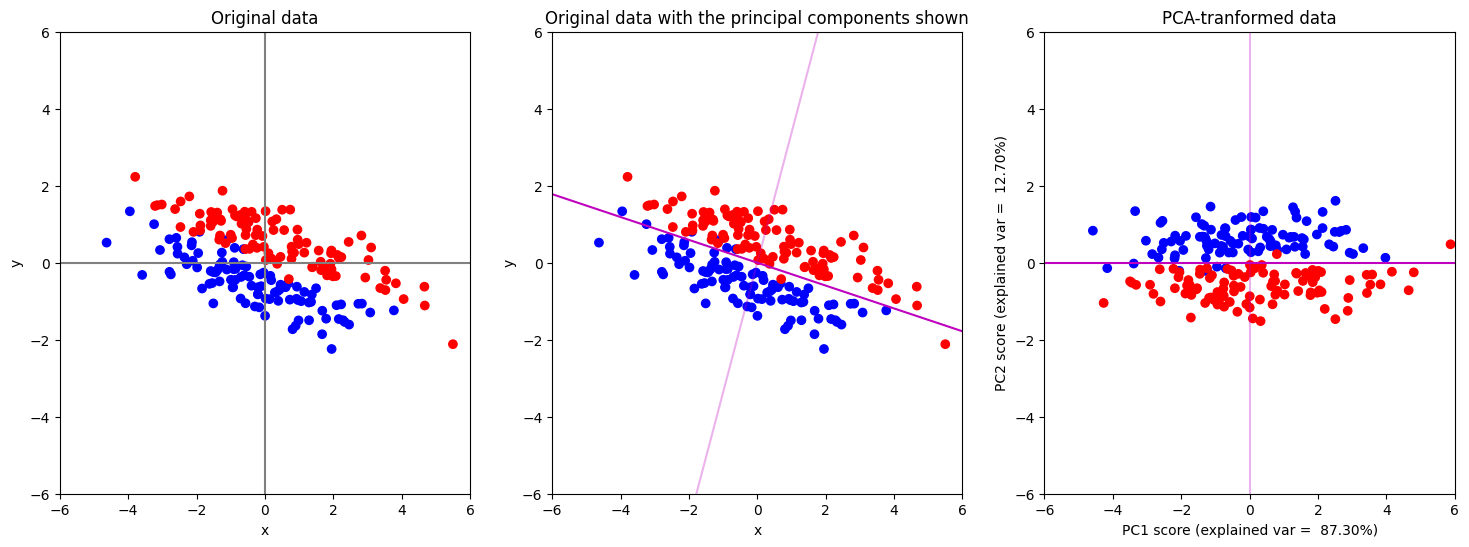 Original data
Original data with the principal components shown
PCA-tranformed data
6
4
2
0
−2
−4
−6
y
−6 −4 −2 0 2 4 6
x
6
4
2
0
−2
−4
−6
y
−6 −4 −2 0 2 4 6
x
6
4
2
0
−2
−4
−6
PC2 score (explained var =  12.70%)
−6 −4 −2 0 2 4 6
PC1 score (explained var =  87.30%)